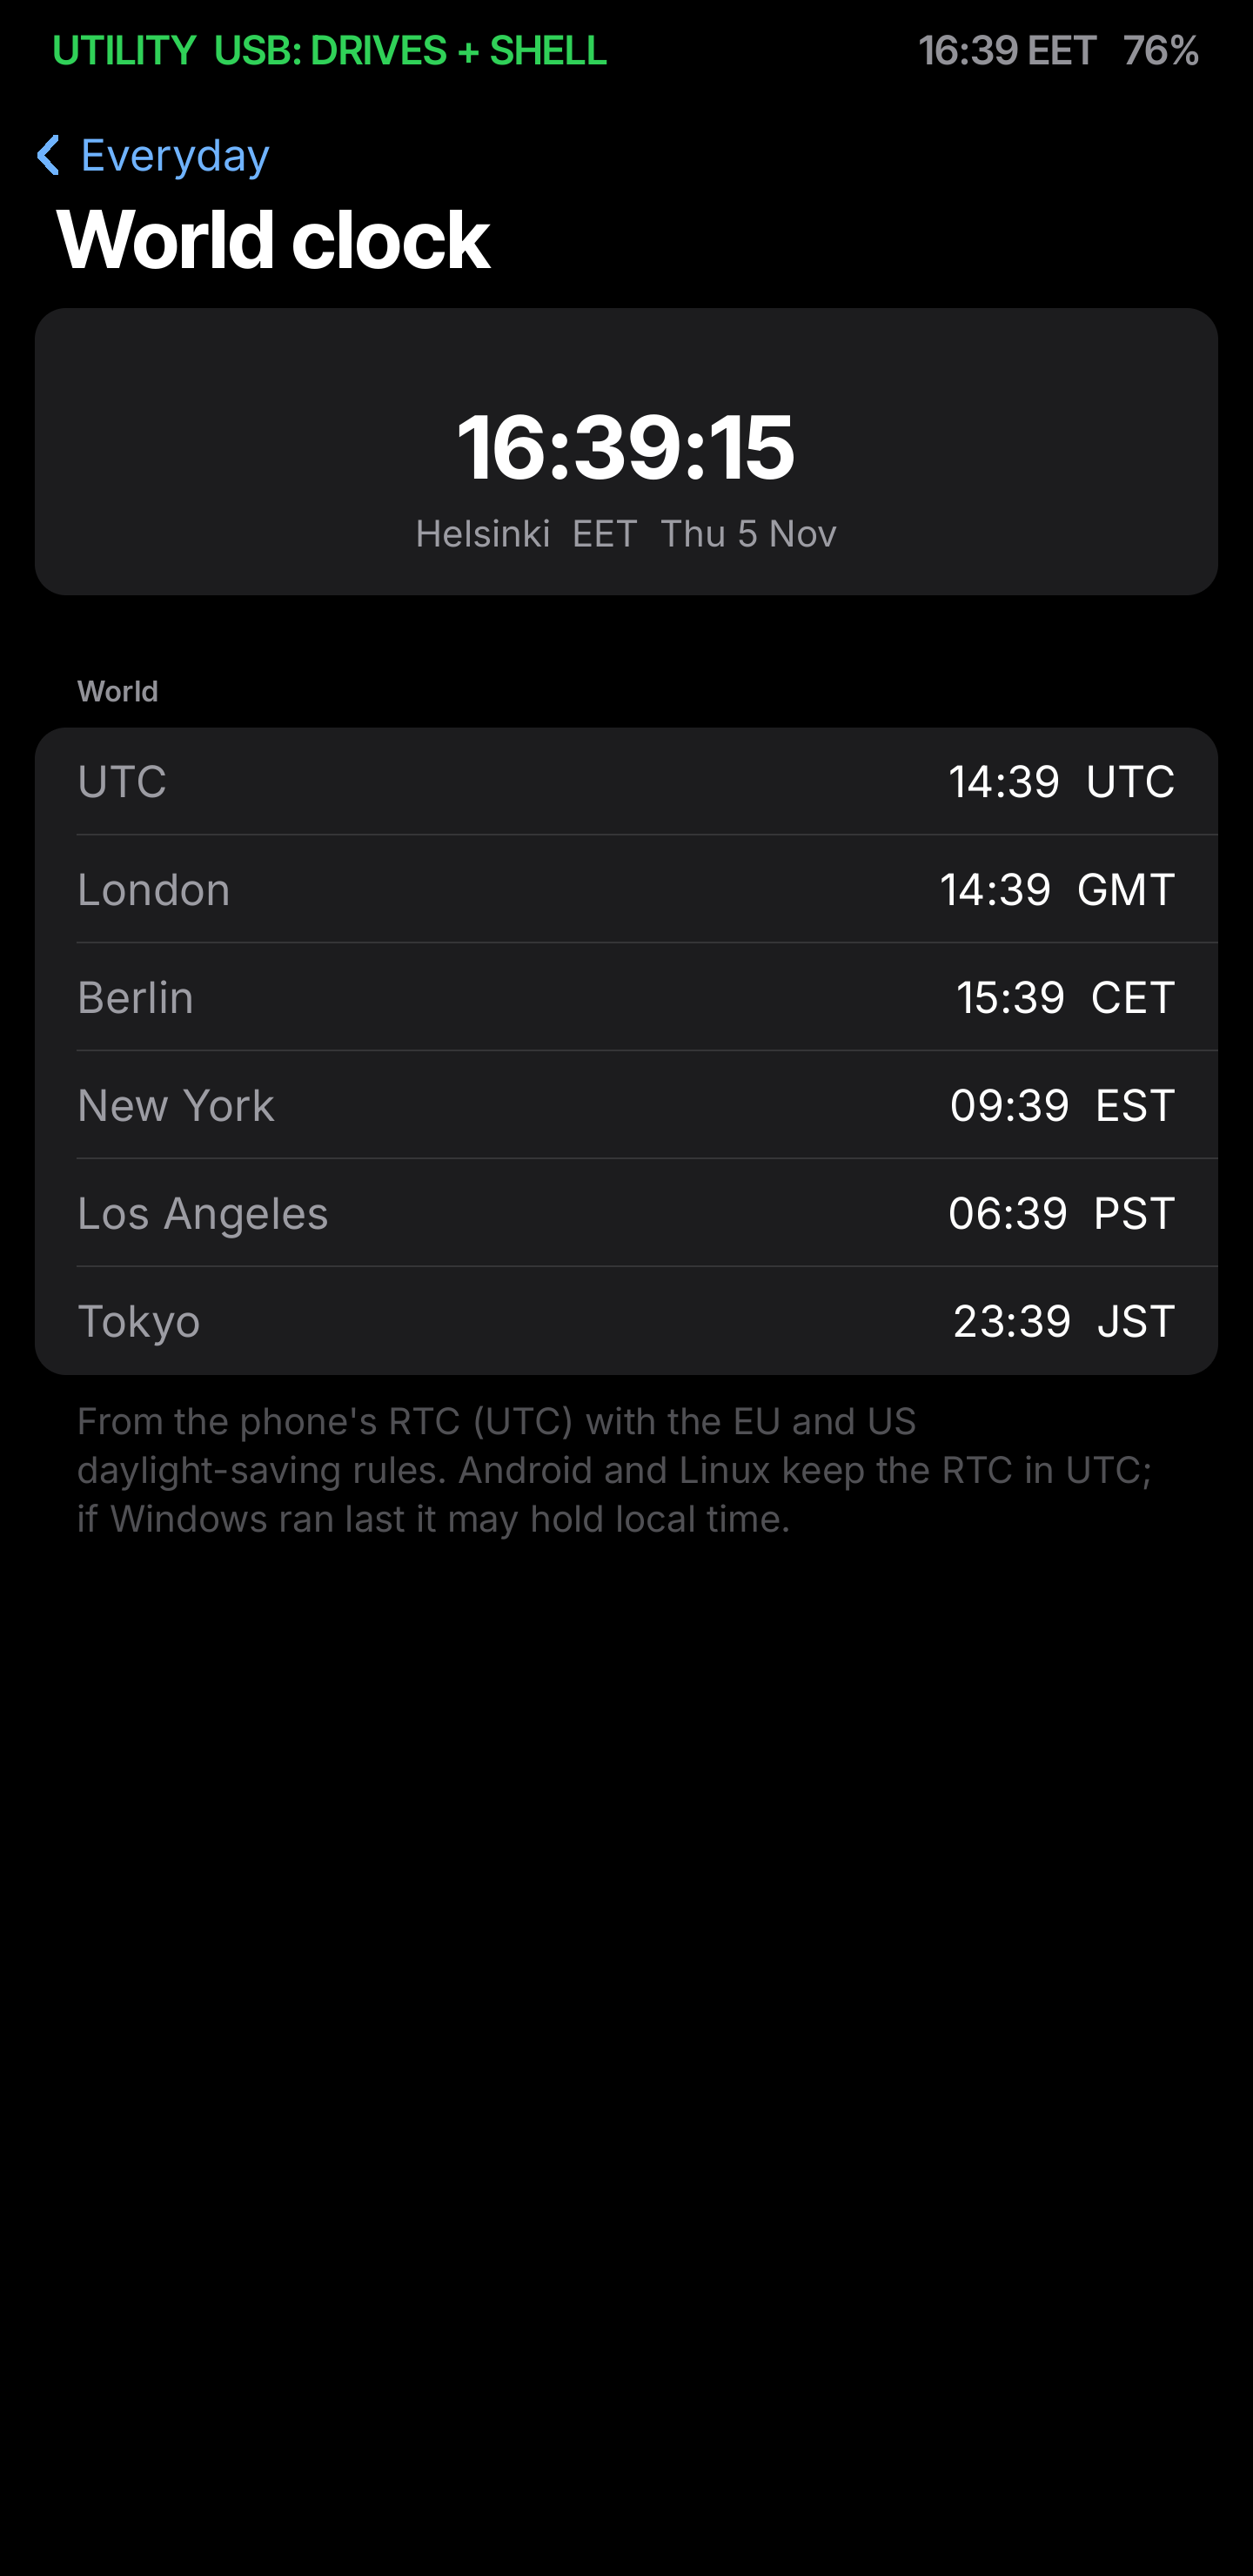 UTILITY USB: DRIVES + SHELL 16:39 EET 76%
Everyday
World clock
16:39:15
Helsinki EET Thu 5 Nov
World
UTC 14:39 UTC
London 14:39 GMT
Berlin 15:39 CET
New York 09:39 EST
Los Angeles 06:39 PST
Tokyo 23:39 JST
From the phone's RTC (UTC) with the EU and US
daylight-saving rules. Android and Linux keep the RTC in UTC;
if Windows ran last it may hold local time.